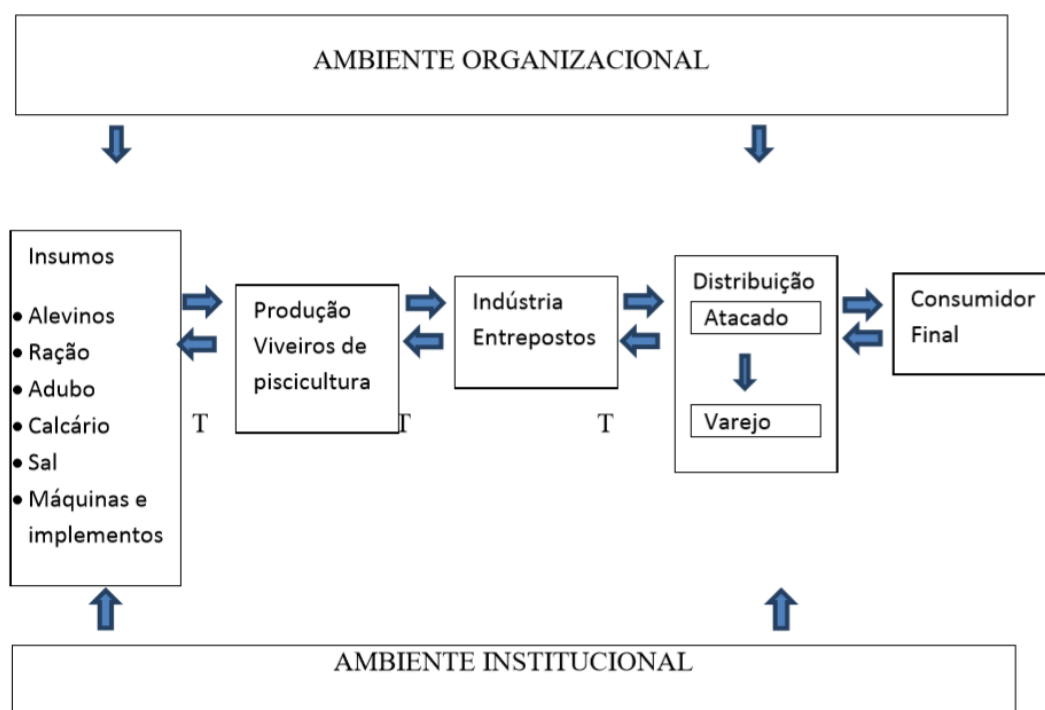 AMBIENTE ORGANIZACIONAL
Insumos
• Alevinos
• Ração
• Adubo
• Calcário
• Sal
• Máquinas e
implementos
T
Produção
Viveiros de
piscicultura
T
Indústria
Entrepostos
T
Distribuição
Atacado
Varejo
Consumidor
Final
AMBIENTE INSTITUCIONAL